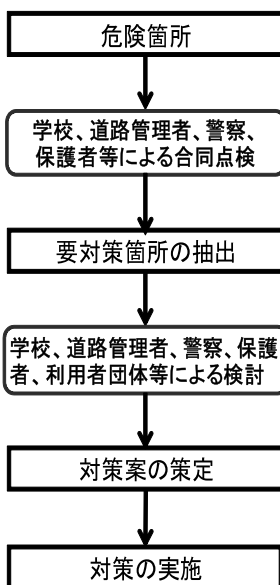 危険箇所
学校、道路管理者、警察、
保護者等による合同点検
要対策箇所の抽出
学校、道路管理者、警察、保護
者、利用者団体等による検討
対策案の策定
対策の実施